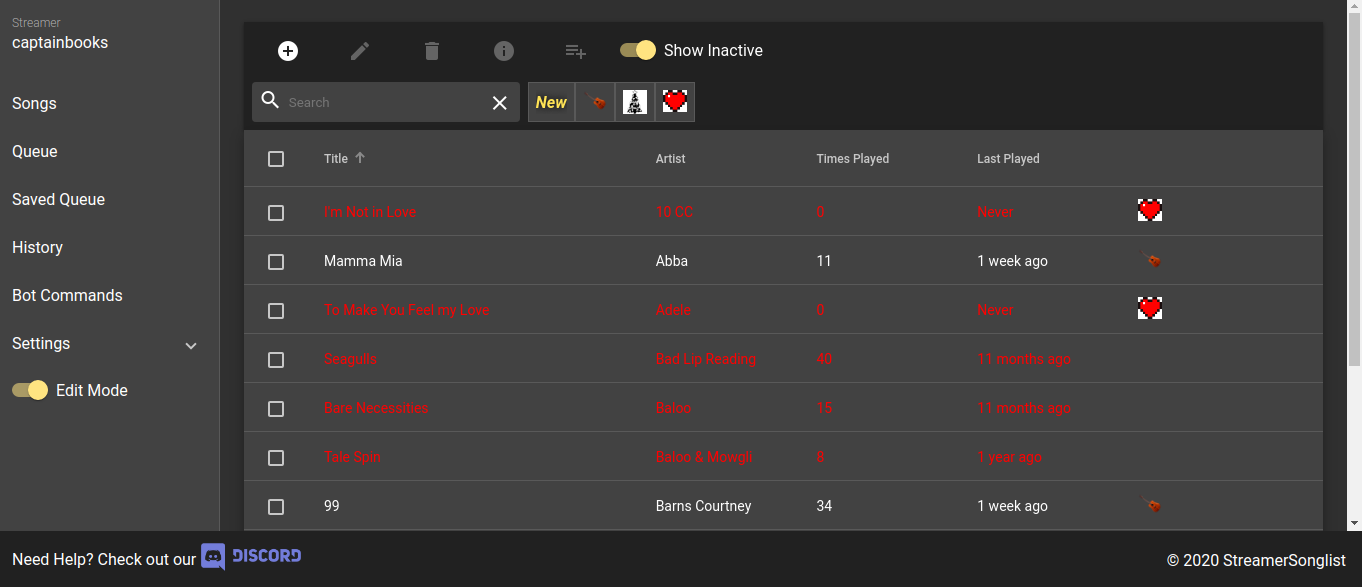 Streamer
captainbooks
Songs
Queue
Saved Queue
History
Bot Commands
Settings
Edit Mode
Show Inactive
Search
New
Title Artist Times Played Last Played
I'm Not in Love 10 CC 0 Never
Mamma Mia Abba 11 1 week ago
To Make You Feel my Love Adele 0 Never
Seagulls Bad Lip Reading 40 11 months ago
Bare Necessities Baloo 15 11 months ago
Tale Spin Baloo & Mowgli 8 1 year ago
99 Barns Courtney 34 1 week ago
Need Help? Check out our DISCORD
© 2020 StreamerSonglist